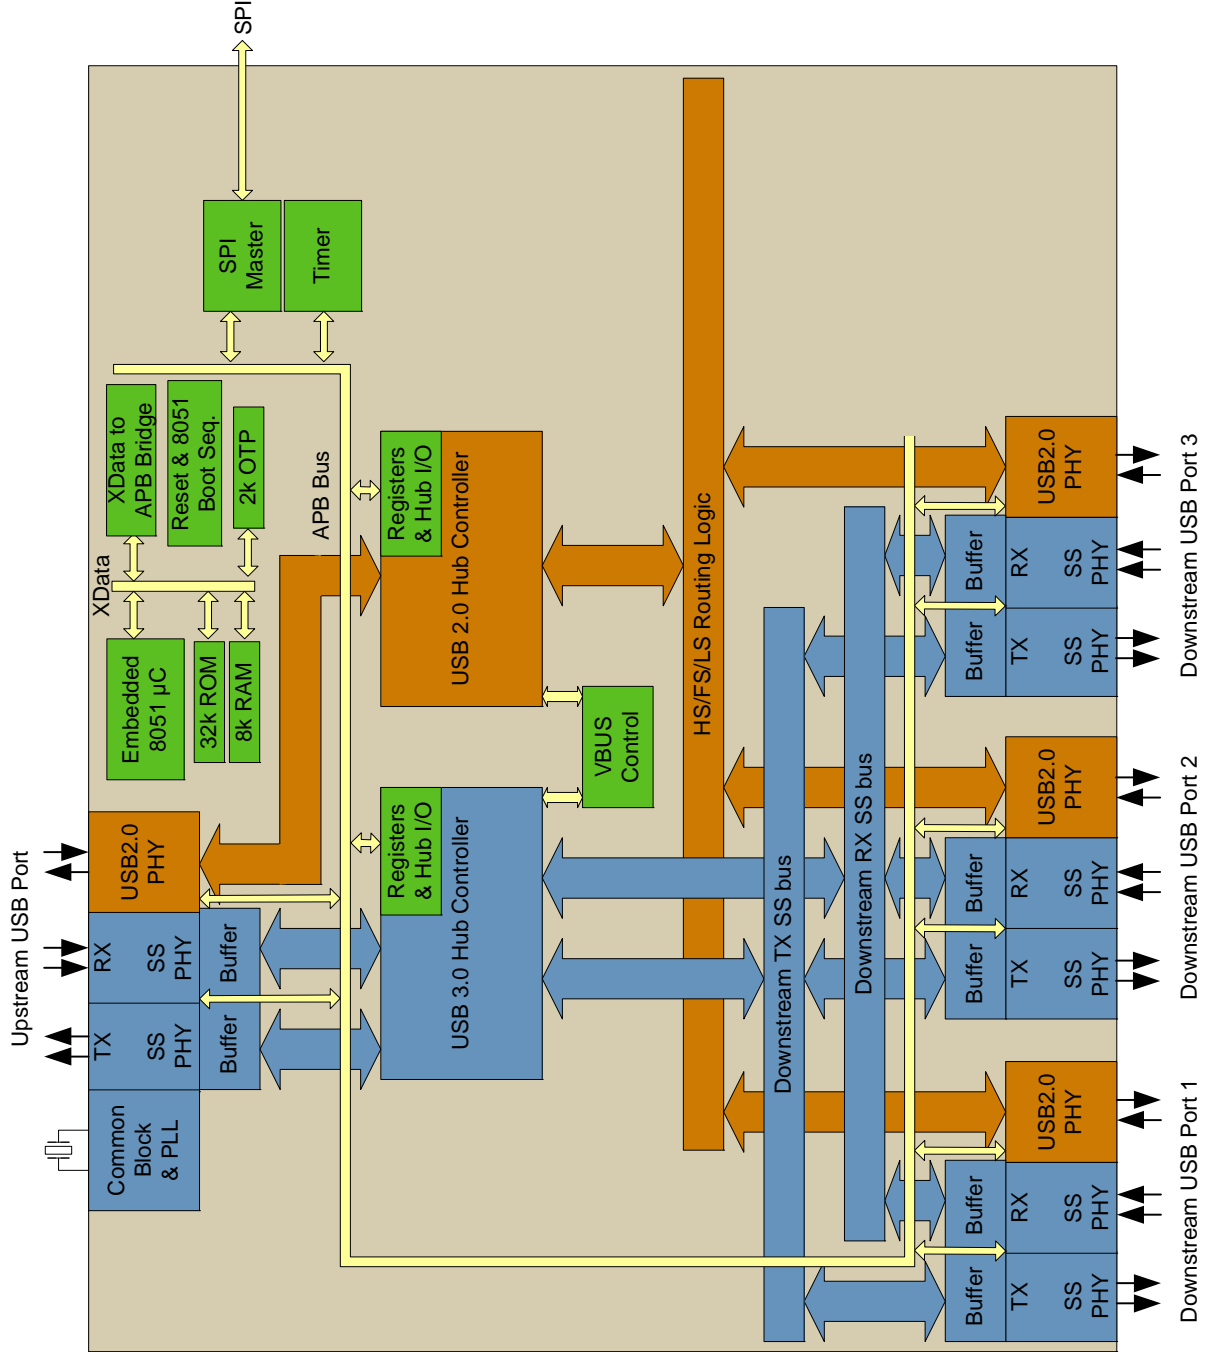 Upstream USB Port
Common
Block
& PLL
TX
SS
PHY
Buffer
RX
SS
PHY
Buffer
USB2.0
PHY
Embedded
8051 µC
32k ROM
8k RAM
XData
XData to
APB Bridge
Reset & 8051
Boot Seq.
2k OTP
APB Bus
SPI
SPI
Master
Timer
Registers
& Hub I/O
USB 3.0 Hub Controller
Registers
& Hub I/O
USB 2.0 Hub Controller
VBUS
Control
HS/FS/LS Routing Logic
Downstream TX SS bus
Downstream RX SS bus
Buffer
TX
SS
PHY
Buffer
RX
SS
PHY
USB2.0
PHY
Downstream USB Port 1
Buffer
TX
SS
PHY
Buffer
RX
SS
PHY
USB2.0
PHY
Downstream USB Port 2
Buffer
TX
SS
PHY
Buffer
RX
SS
PHY
USB2.0
PHY
Downstream USB Port 3